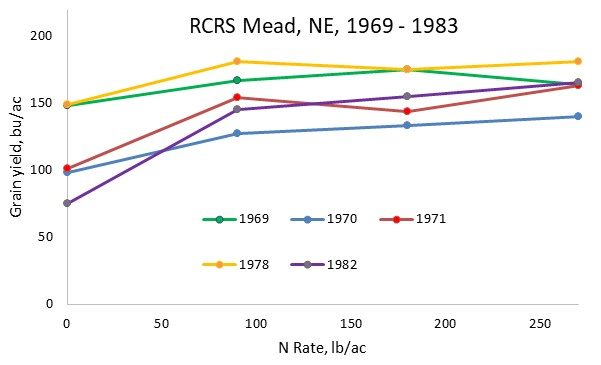 RCRS Mead, NE, 1969 - 1983
200
150
100
50
0
Grain yield, bu/ac
1969 1970 1971
1978 1982
0 50 100 150 200 250
N Rate, lb/ac